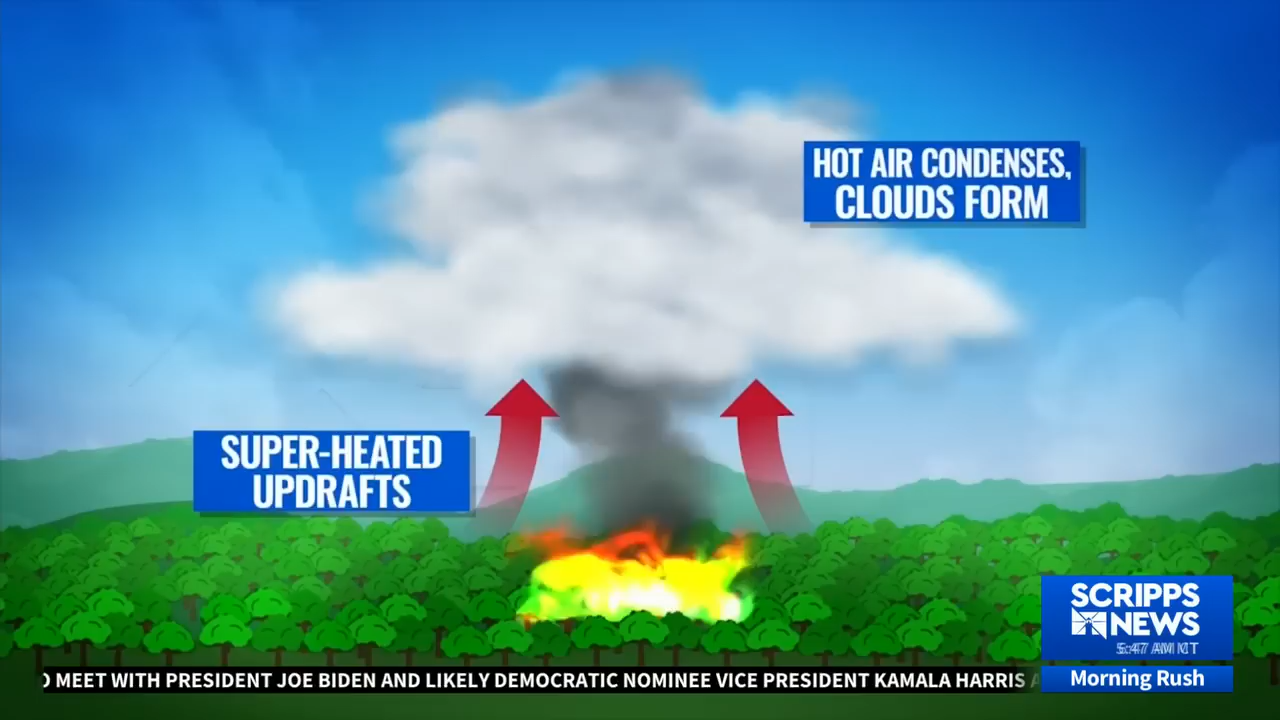 HOT AIR CONDENSES,
CLOUDS FORM
SUPER-HEATED
UPDRAFTS
SCRIPPS
NEWS
MEET WITH PRESIDENT JOE BIDEN AND LIKELY DEMOCRATIC NOMINEE VICE PRESIDENT KAMALA HARRIS
Morning Rush